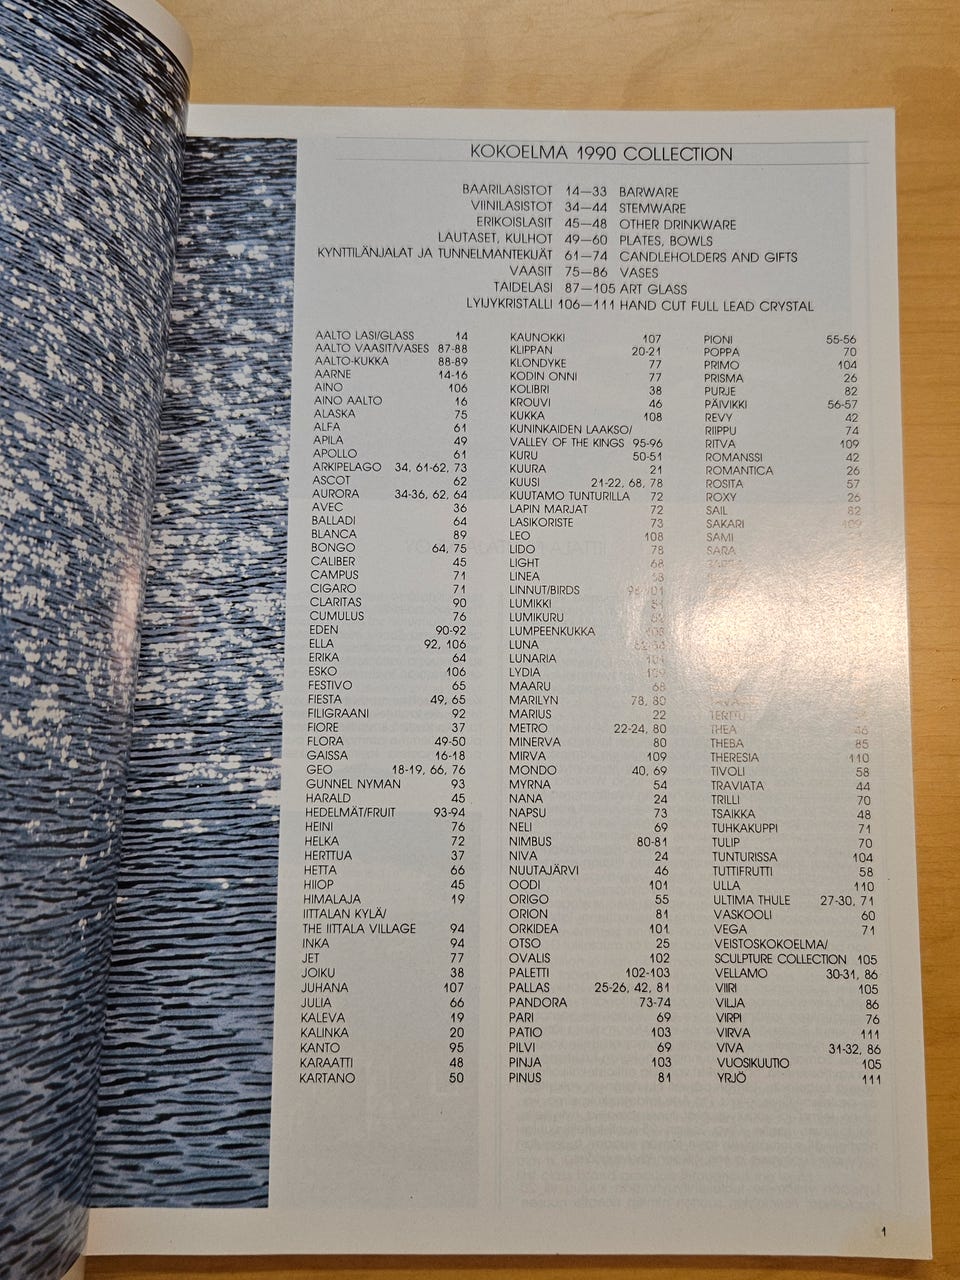 KOKOELMA 1990 COLLECTION
BAARILASISTOT 14—33 BARWARE
VIINILASISTOT 34—44 STEMWARE
ERIKOISLASIT 45—48 OTHER DRINKWARE
LAUTASET, KULHOT 49—60 PLATES, BOWLS
KYNTTILÄNJALAT JA TUNNELMANTEKIJÄT 61—74 CANDLEHOLDERS AND GIFTS
VAASIT 75—86 VASES
TAIDELASI 87—105 ART GLASS
LYIJYKRISTALLI 106—111 HAND CUT FULL LEAD CRYSTAL
AALTO LASI/GLASS 14
AALTO VAASIT/VASES 87-88
AALTO-KUKKA 88-89
AARNE 14-16
AINO 106
AINO AALTO 16
ALASKA 75
ALFA 61
APILA 49
APOLLO 61
ARKIPELAGO 34, 61-62, 73
ASCOT 62
AURORA 34-36, 62, 64
AVEC 36
BALLADI 64
BLANCA 89
BONGO 64, 75
CALIBER 45
CAMPUS 71
CIGARO 71
CLARITAS 90
CUMULUS 76
EDEN 90-92
ELLA 92, 106
ERIKA 64
ESKO 106
FESTIVO 65
FIESTA 49, 65
FILIGRAANI 92
FIORE 37
FLORA 49-50
GAISSA 16-18
GEO 18-19, 66, 76
GUNNEL NYMAN 93
HARALD 45
HEDELMÄT/FRUIT 93-94
HEINI 76
HELKA 72
HERTTUA 37
HETTA 66
HIIOP 45
HIMALAJA 19
IITTALAN KYLÄ/
THE IITTALA VILLAGE 94
INKA 94
JET 77
JOIKU 38
JUHANA 107
JULIA 66
KALEVA 19
KALINKA 20
KANTO 95
KARAATTI 48
KARTANO 50
KAUNOKKI 107
KLIPPAN 20-21
KLONDYKE 77
KODIN ONNI 77
KOLIBRI 38
KROUVI 46
KUKKA 108
KUNINKAIDEN LAAKSO/
VALLEY OF THE KINGS 95-96
KURU 50-51
KUURA 21
KUUSI 21-22, 68, 78
KUUTAMO TUNTURILLA 72
LAPIN MARJAT 72
LASIKORISTE 73
LEO 108
LIDO 78
LIGHT 68
LINEA
LINNUT/BIRDS
LUMIKKI
LUMIKURU
LUMPEENKUKKA
LUNA
LUNARIA
LYDIA
MAARU 68
MARILYN 78, 80
MARIUS 22
METRO 22-24, 80
MINERVA 80
MIRVA 109
MONDO 40, 69
MYRNA 54
NANA 24
NAPSU 73
NELI 69
NIMBUS 80-81
NIVA 24
NUUTAJÄRVI 46
OODI 101
ORIGO 55
ORION 81
ORKIDEA 101
OTSO 25
OVALIS 102
PALETTI 102-103
PALLAS 25-26, 42, 81
PANDORA 73-74
PARI 69
PATIO 103
PILVI 69
PINJA 103
PINUS 81
PIONI 55-56
POPPA 70
PRIMO 104
PRISMA 26
PURJE 82
PÄIVIKKI 56-57
REVY 42
RIIPPU 74
RITVA 109
ROMANSSI 42
ROMANTICA 26
ROSITA 57
ROXY 26
SAIL 82
SAKARI 109
SAMI
SARA
TERTTU
THEA 46
THEBA 85
THERESIA 110
TIVOLI 58
TRAVIATA 44
TRILLI 70
TSAIKKA 48
TUHKAKUPPI 71
TULIP 70
TUNTURISSA 104
TUTTIFRUTTI 58
ULLA 110
ULTIMA THULE 27-30, 71
VASKOOLI 60
VEGA 71
VEISTOSKOKOELMA/
SCULPTURE COLLECTION 105
VELLAMO 30-31, 86
VIIRI 105
VILJA 86
VIRPI 76
VIRVA 111
VIVA 31-32, 86
VUOSIKUUTIO 105
YRJÖ 111
1